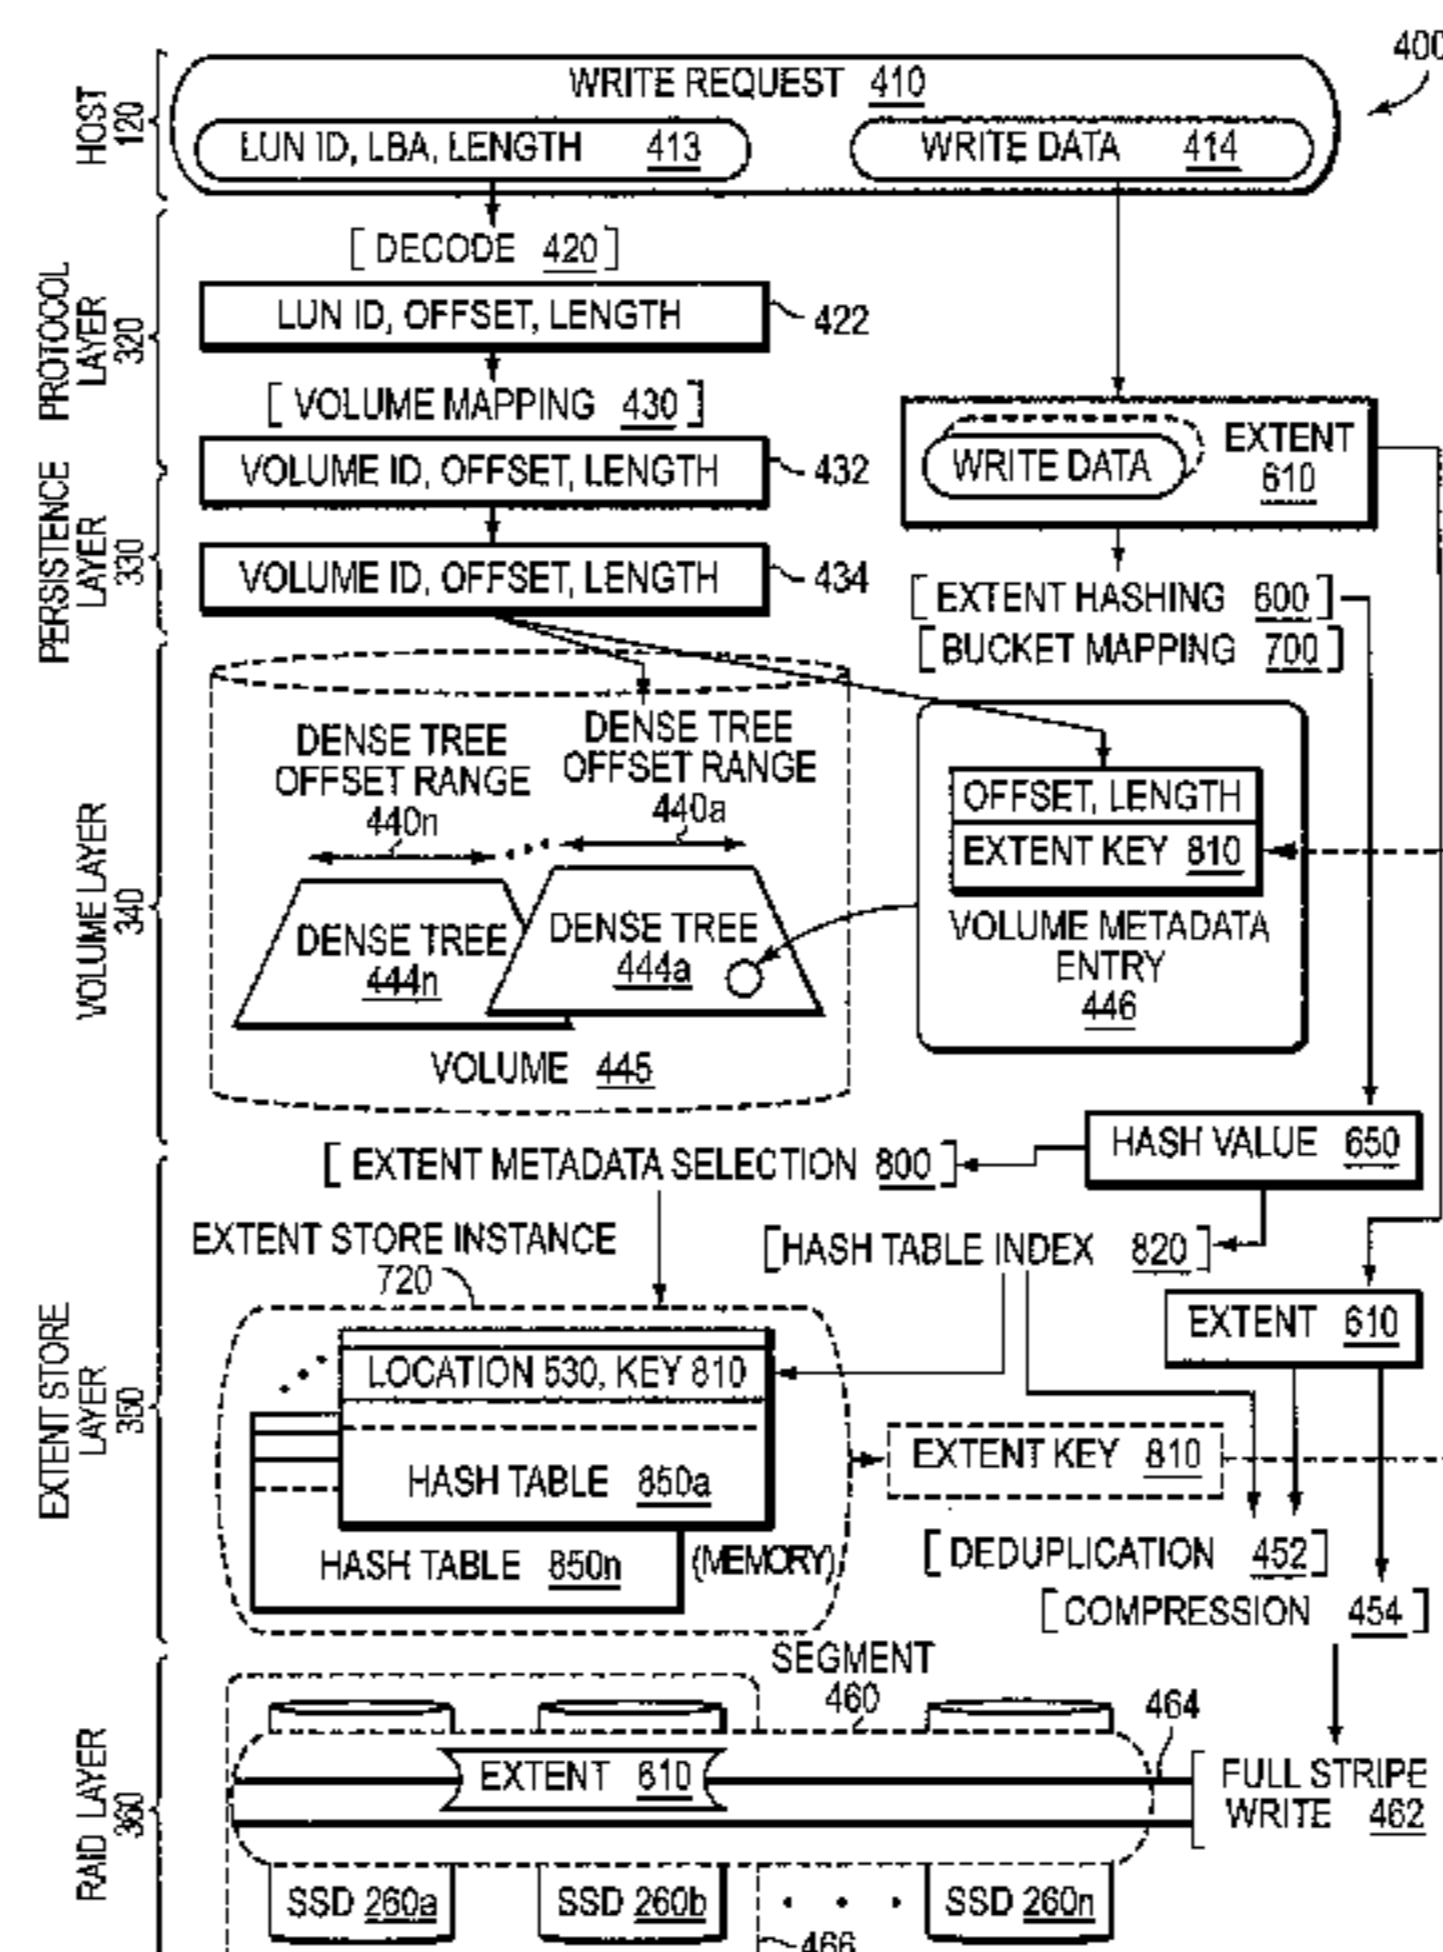 400
WRITE REQUEST 410
LUN ID, LBA, LENGTH 413
WRITE DATA 414
HOST
120
[ DECODE 420 ]
LUN ID, OFFSET, LENGTH
422
[ VOLUME MAPPING 430 ]
PROTOCOL
LAYER
320
VOLUME ID, OFFSET, LENGTH
432
WRITE DATA
EXTENT
610
VOLUME ID, OFFSET, LENGTH
434
PERSISTENCE
LAYER
330
[ EXTENT HASHING 600 ]
[ BUCKET MAPPING 700 ]
DENSE TREE
OFFSET RANGE
440n
DENSE TREE
OFFSET RANGE
440a
OFFSET, LENGTH
EXTENT KEY 810
VOLUME METADATA
ENTRY
446
DENSE TREE
444n
DENSE TREE
444a
VOLUME 445
VOLUME LAYER
340
HASH VALUE 650
[ EXTENT METADATA SELECTION 800 ]
EXTENT STORE INSTANCE
720
[HASH TABLE INDEX 820 ]
EXTENT 610
LOCATION 530, KEY 810
HASH TABLE 850a
HASH TABLE 850n
(MEMORY)
EXTENT KEY 810
EXTENT STORE
LAYER
350
[ DEDUPLICATION 452 ]
[ COMPRESSION 454 ]
SEGMENT
460
464
EXTENT 610
FULL STRIPE
WRITE 462
RAID LAYER
360
SSD 260a
SSD 260b
• • •
SSD 260n
466